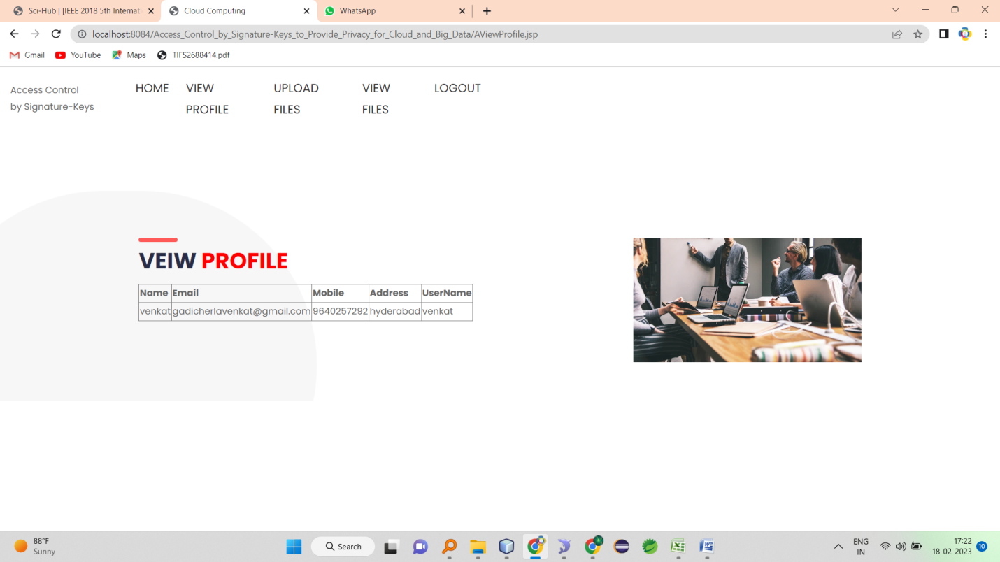 Sci-Hub | [IEEE 2018 5th Internati
Cloud Computing
WhatsApp
localhost:8084/Access_Control_by_Signature-Keys_to_Provide_Privacy_for_Cloud_and_Big_Data/AViewProfile.jsp
Gmail YouTube Maps TIFS2688414.pdf
Access Control
by Signature-Keys
HOME
VIEW
PROFILE
UPLOAD
FILES
VIEW
FILES
LOGOUT
VEIW PROFILE
Name Email Mobile Address UserName
venkat gadicherlavenkat@gmail.com 9640257292 hyderabad venkat
88°F
Sunny
Search
ENG
IN
17:22
18-02-2023
10